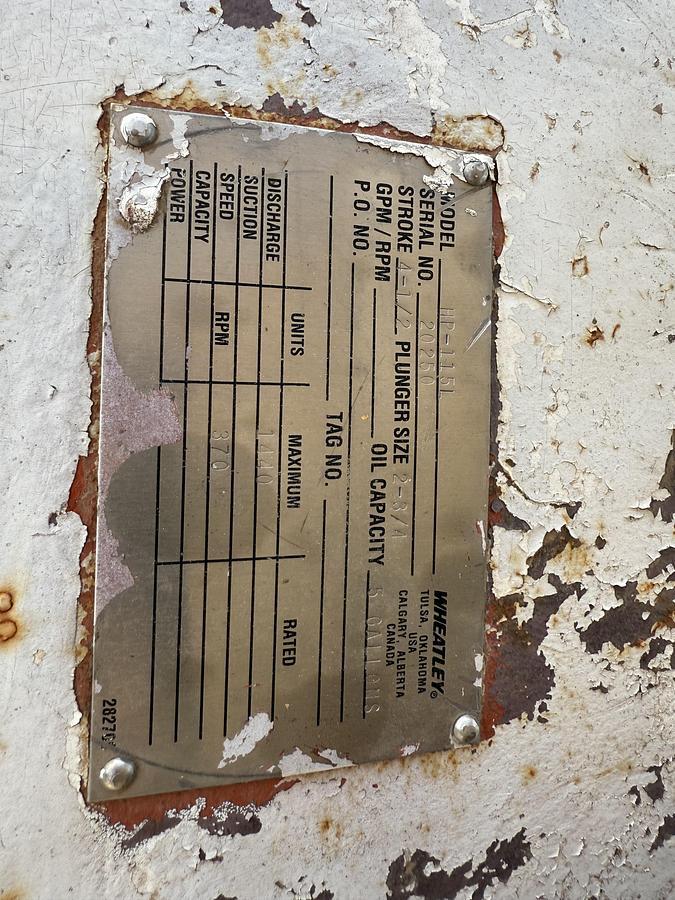 WHEATLEY®
TULSA, OKLAHOMA
USA
CALGARY, ALBERTA
CANADA
MODEL HP-115L
SERIAL NO. 20250
STROKE 4-1/2 PLUNGER SIZE 2-3/4
GPM / RPM OIL CAPACITY 5 GALLONS
P.O. NO.
TAG NO.
UNITS MAXIMUM RATED
DISCHARGE 1440
SUCTION
SPEED RPM 370
CAPACITY
POWER